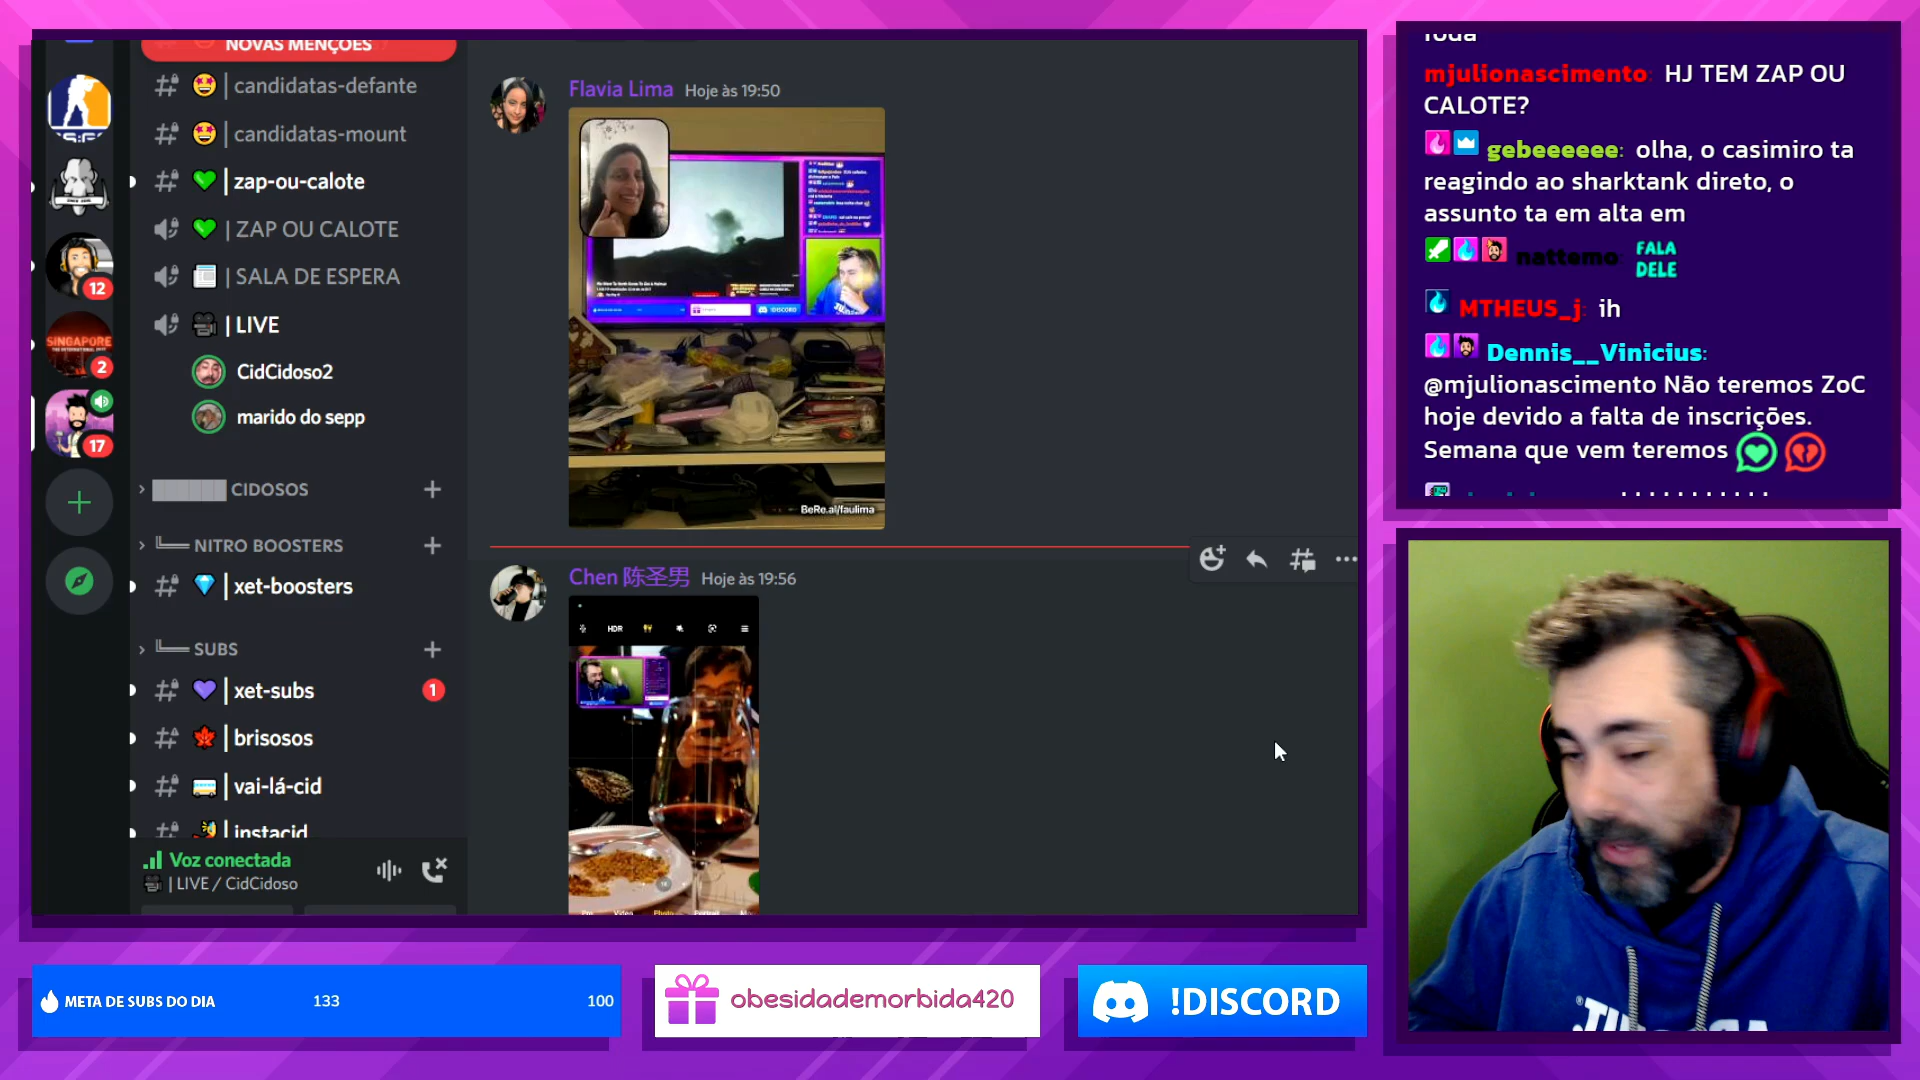 NOVAS MENÇÕES
| candidatas-defante
| candidatas-mount
| zap-ou-calote
| ZAP OU CALOTE
| SALA DE ESPERA
| LIVE
CidCidoso2
marido do sepp
CIDOSOS
NITRO BOOSTERS
| xet-boosters
SUBS
| xet-subs
1
| brisosos
| vai-lá-cid
| instacid
Voz conectada
| LIVE / CidCidoso
12
SINGAPORE
2
17
Flavia Lima Hoje às 19:50
!DISCORD
BeRe.al/faulima
Chen 陈圣男 Hoje às 19:56
HDR
Video
Photo
mjulionascimento: HJ TEM ZAP OU
CALOTE?
gebeeeeee: olha, o casimiro ta
reagindo ao sharktank direto, o
assunto ta em alta em
nattemo FALA
DELE
MTHEUS_j: ih
Dennis__Vinicius:
@mjulionascimento Não teremos ZoC
hoje devido a falta de inscrições.
Semana que vem teremos
META DE SUBS DO DIA 133 100
obesidademorbida420
!DISCORD